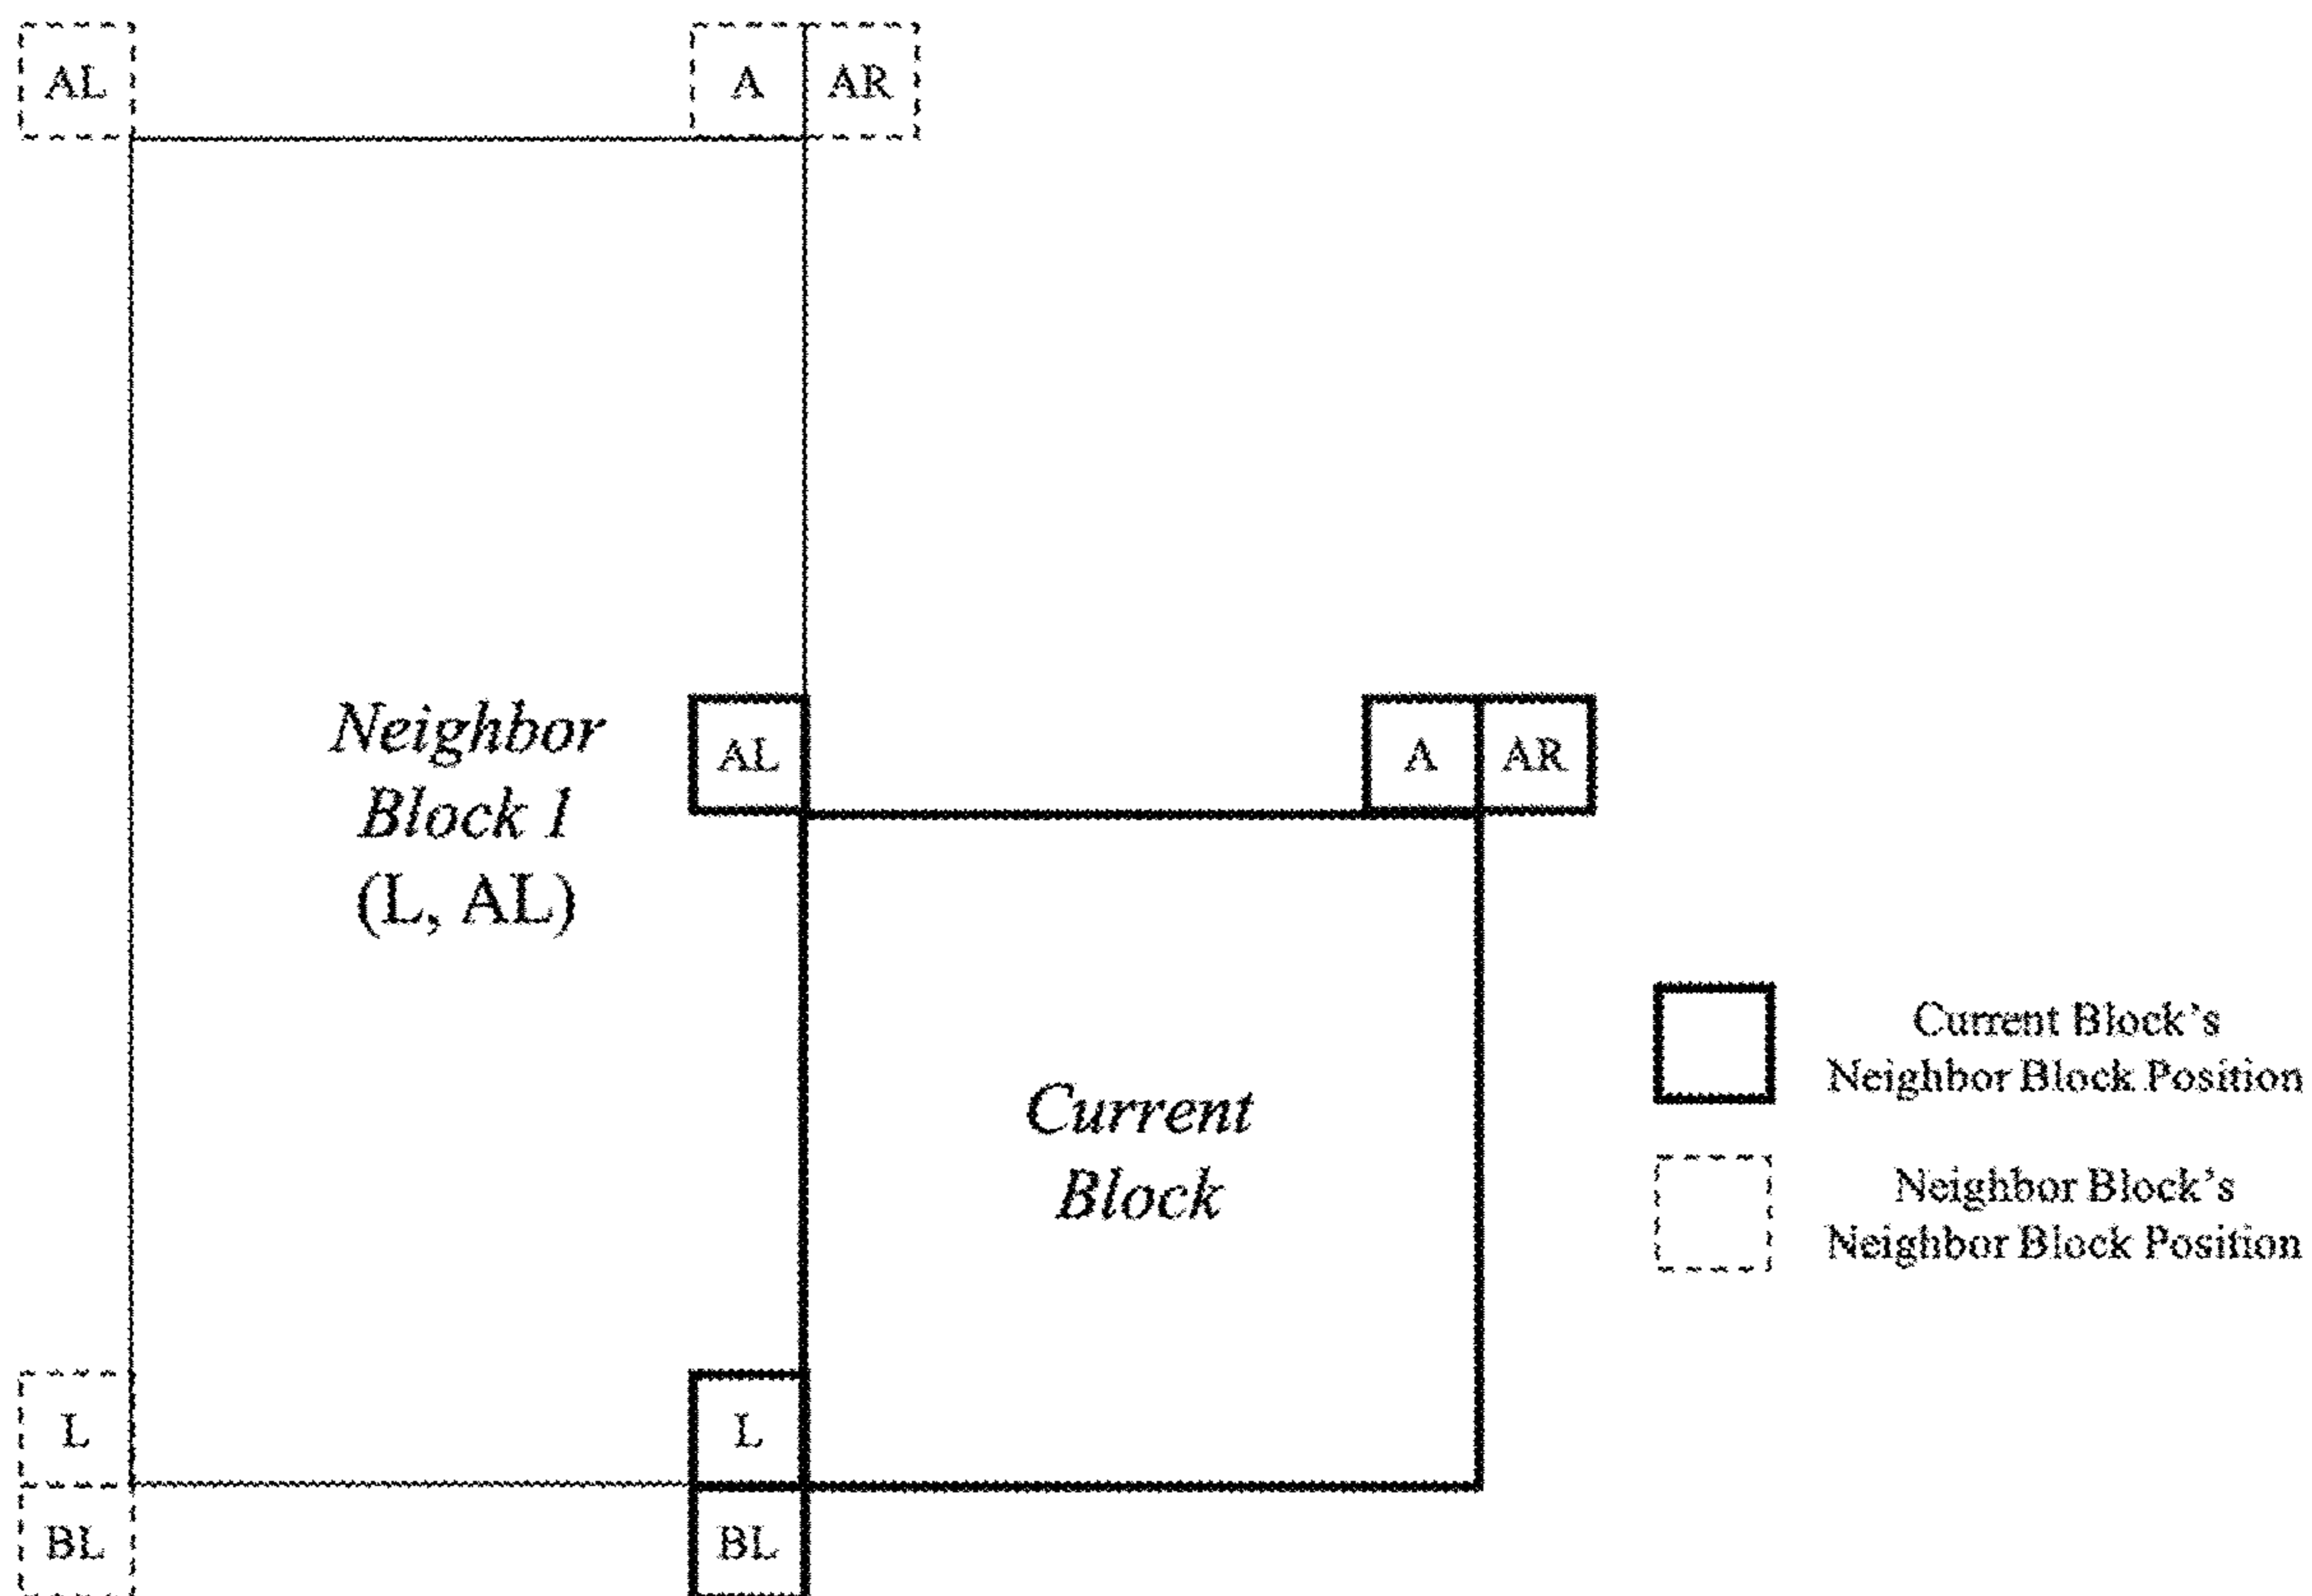 AL
A
AR
Neighbor
Block 1
(L, AL)
AL
A
AR
Current
Block
L
L
BL
BL
Current Block's
Neighbor Block Position
Neighbor Block's
Neighbor Block Position